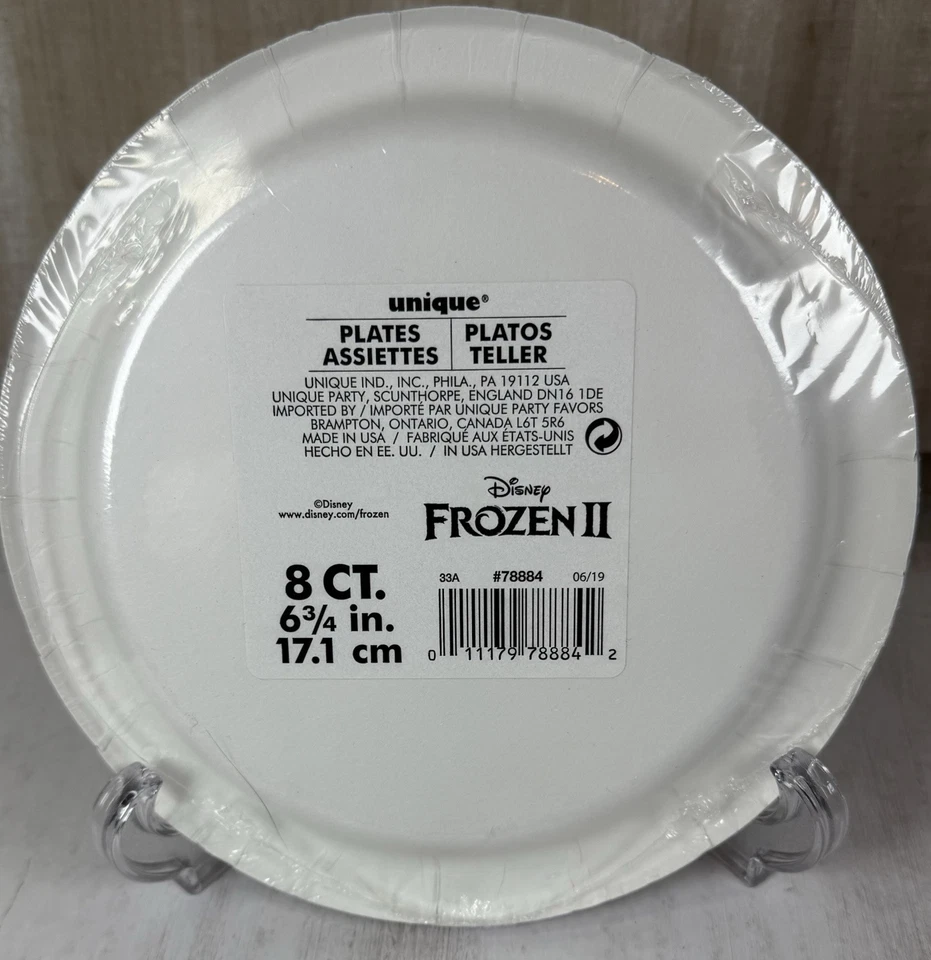 unique®
PLATES
ASSIETTES
PLATOS
TELLER
UNIQUE IND., INC., PHILA., PA 19112 USA
UNIQUE PARTY, SCUNTHORPE, ENGLAND DN16 1DE
IMPORTED BY / IMPORTÉ PAR UNIQUE PARTY FAVORS
BRAMPTON, ONTARIO, CANADA L6T 5R6
MADE IN USA / FABRIQUÉ AUX ÉTATS-UNIS
HECHO EN EE. UU. / IN USA HERGESTELLT
©Disney
www.disney.com/frozen
Disney
FROZEN II
8 CT.
6¾ in.
17.1 cm
33A #78884 06/19
0 11179 78884 2